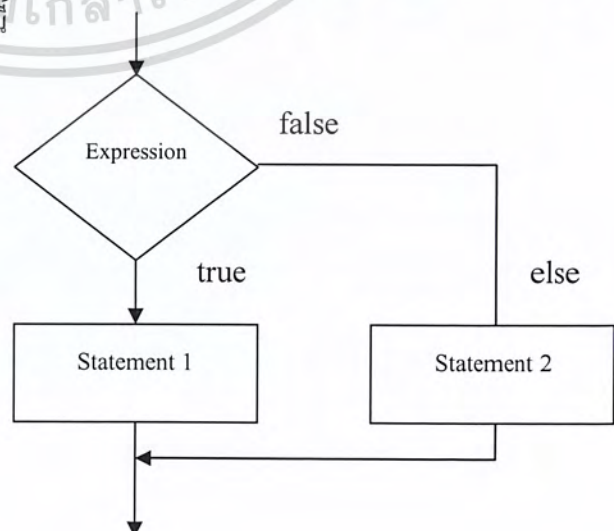 false
Expression
true
else
Statement 1
Statement 2